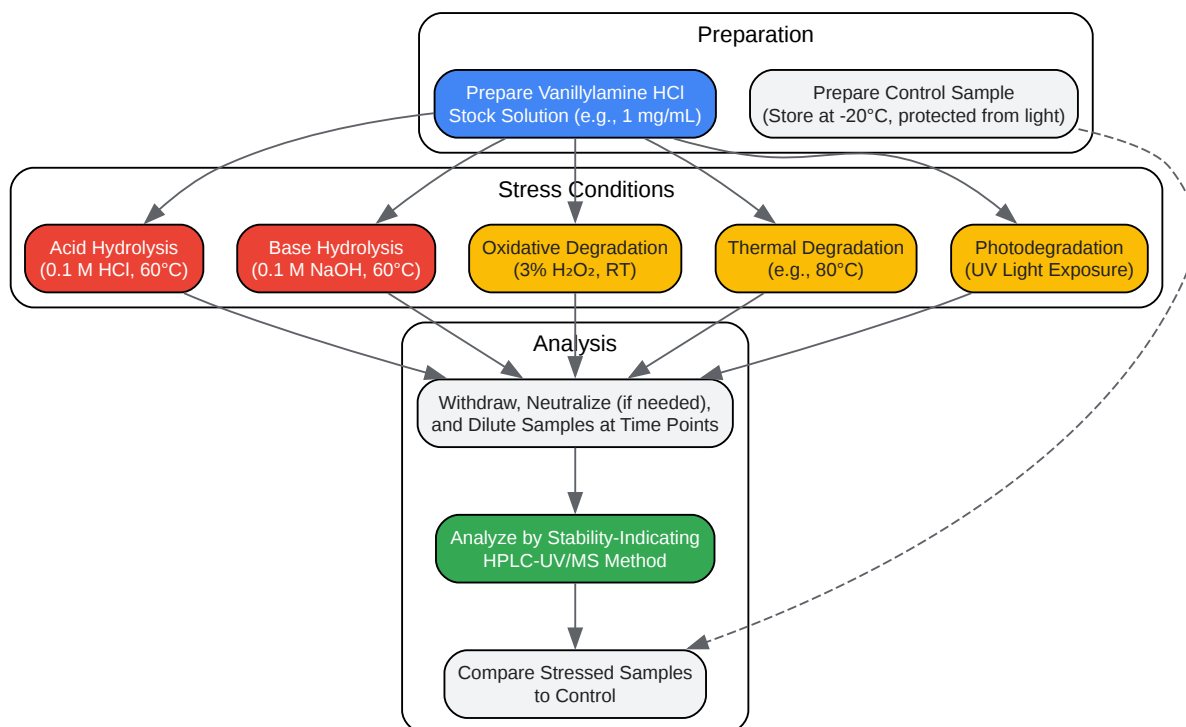 Preparation
Prepare Vanillylamine HCl
Stock Solution (e.g., 1 mg/mL)
Prepare Control Sample
(Store at -20°C, protected from light)
Stress Conditions
Acid Hydrolysis
(0.1 M HCl, 60°C)
Base Hydrolysis
(0.1 M NaOH, 60°C)
Oxidative Degradation
(3% H₂O₂, RT)
Thermal Degradation
(e.g., 80°C)
Photodegradation
(UV Light Exposure)
Analysis
Withdraw, Neutralize (if needed),
and Dilute Samples at Time Points
Analyze by Stability-Indicating
HPLC-UV/MS Method
Compare Stressed Samples
to Control